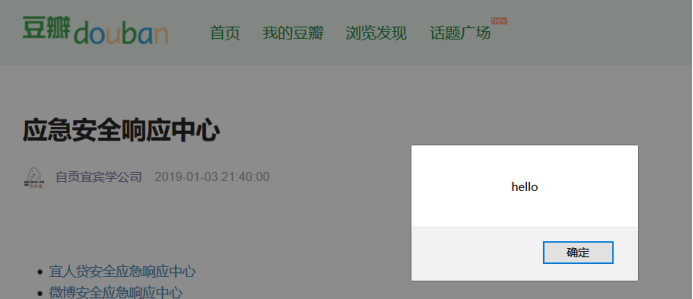 豆瓣douban 首页 我的豆瓣 浏览发现 话题广场 new
应急安全响应中心
自贡宜宾学公司 2019-01-03 21:40:00
hello
确定
宜人贷安全应急响应中心
微博安全应急响应中心